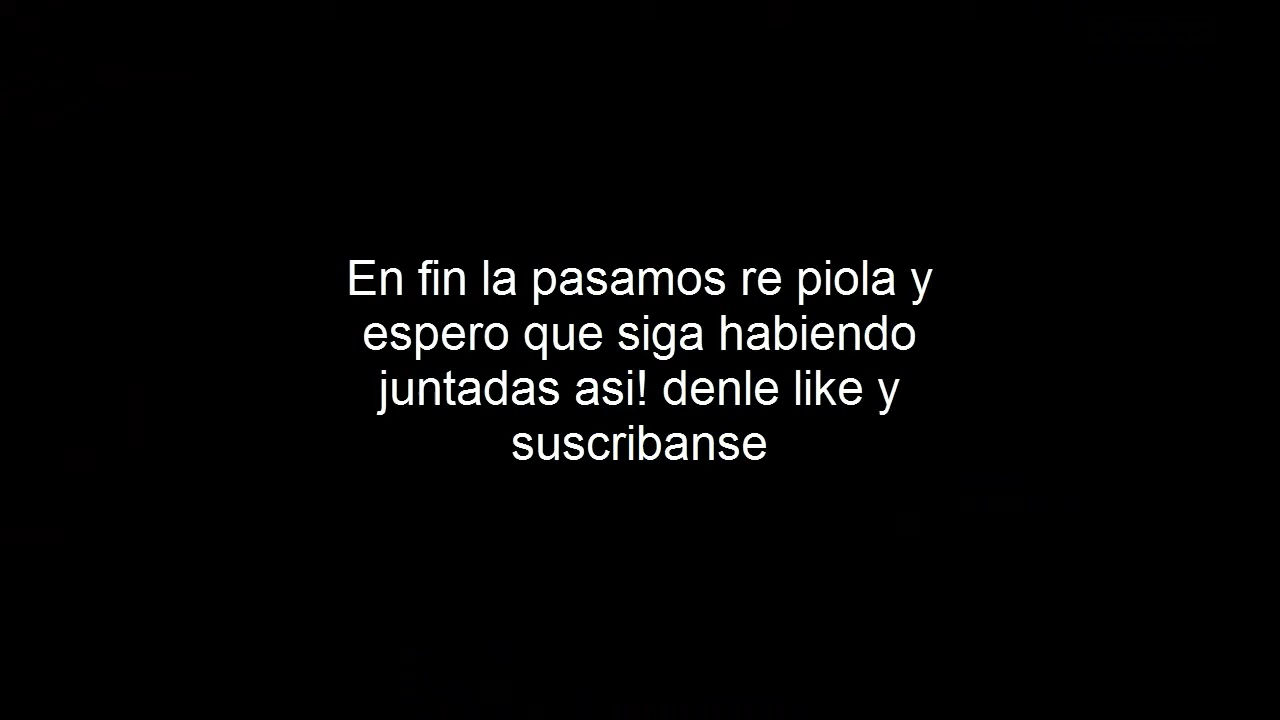 En fin la pasamos re piola y
espero que siga habiendo
juntadas asi! denle like y
suscribanse